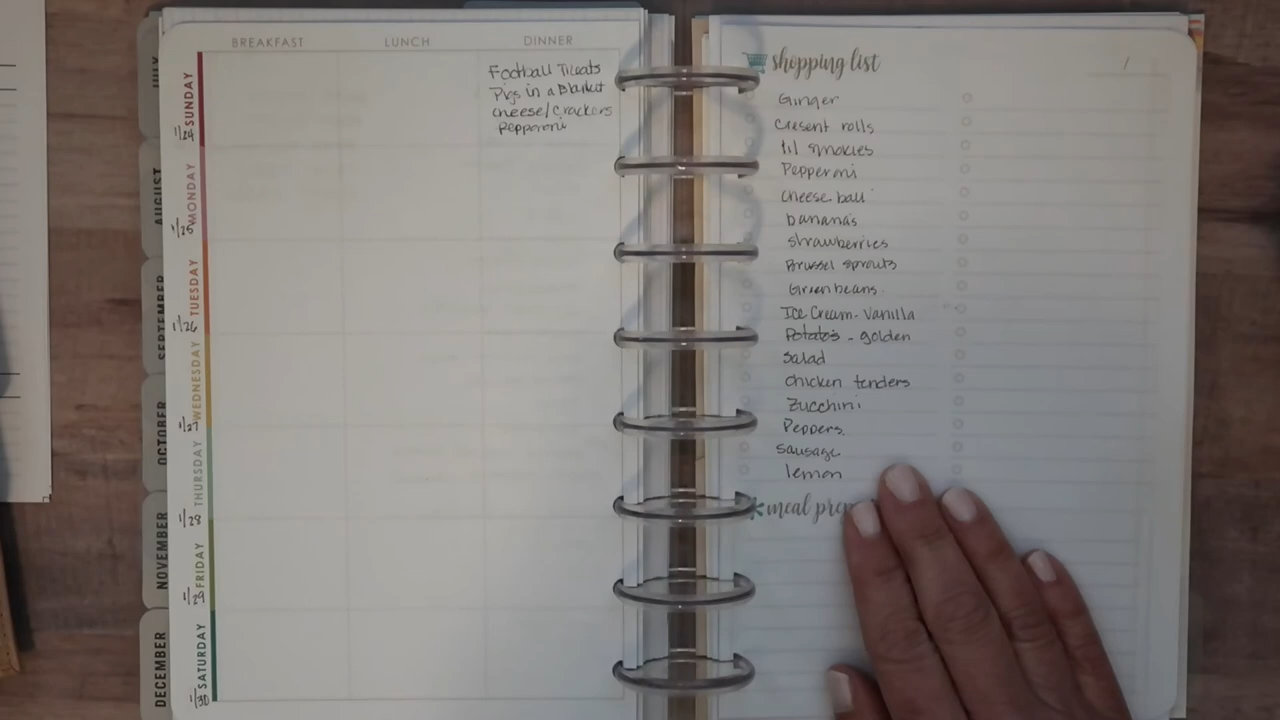 BREAKFAST LUNCH DINNER
SUNDAY
1/24
Football Treats
Pigs in a Blanket
cheese/crackers
Pepperoni
MONDAY
1/25
TUESDAY
1/26
WEDNESDAY
1/27
THURSDAY
1/28
FRIDAY
1/29
SATURDAY
1/30
JULY
AUGUST
SEPTEMBER
OCTOBER
NOVEMBER
DECEMBER
shopping list
Ginger
Cresent rolls
lil smokies
Pepperoni
cheese ball
bananas
strawberries
Brussel sprouts
Green beans
Ice Cream - Vanilla
Potatos - golden
salad
chicken tenders
Zucchini
Peppers
sausage
lemon
meal prep